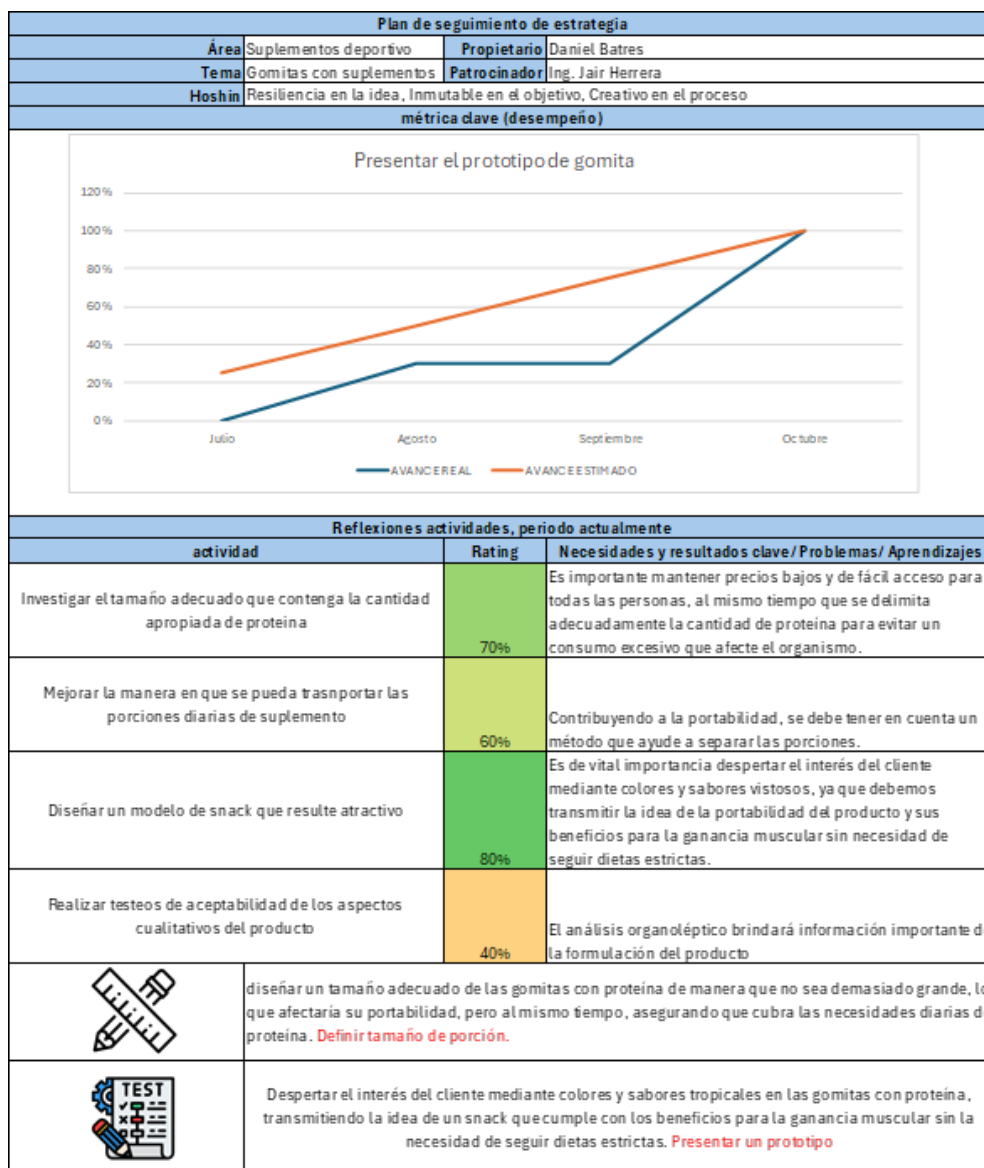 Plan de seguimiento de estrategia
Área Suplementos deportivo Propietario Daniel Batres
Tema Gomitas con suplementos Patrocinador Ing. Jair Herrera
Hoshin Resiliencia en la idea, Inmutable en el objetivo, Creativo en el proceso
métrica clave (desempeño)
Presentar el prototipo de gomita
120%
100%
80%
60%
40%
20%
0%
Julio Agosto Septiembre Octubre
AVANCE REAL AVANCE ESTIMADO
Reflexiones actividades, periodo actualmente
actividad Rating Necesidades y resultados clave/ Problemas/ Aprendizajes
Investigar el tamaño adecuado que contenga la cantidad
apropiada de proteina
70%
Es importante mantener precios bajos y de fácil acceso para
todas las personas, al mismo tiempo que se delimita
adecuadamente la cantidad de proteína para evitar un
consumo excesivo que afecte el organismo.
Mejorar la manera en que se pueda trasnportar las
porciones diarias de suplemento
60%
Contribuyendo a la portabilidad, se debe tener en cuenta un
método que ayude a separar las porciones.
Diseñar un modelo de snack que resulte atractivo
80%
Es de vital importancia despertar el interés del cliente
mediante colores y sabores vistosos, ya que debemos
transmitir la idea de la portabilidad del producto y sus
beneficios para la ganancia muscular sin necesidad de
seguir dietas estrictas.
Realizar testeos de aceptabilidad de los aspectos
cualitativos del producto
40%
El análisis organoléptico brindará información importante d
la formulación del producto
diseñar un tamaño adecuado de las gomitas con proteína de manera que no sea demasiado grande, lo
que afectaría su portabilidad, pero al mismo tiempo, asegurando que cubra las necesidades diarias d
proteína. Definir tamaño de porción.
TEST
Despertar el interés del cliente mediante colores y sabores tropicales en las gomitas con proteína,
transmitiendo la idea de un snack que cumple con los beneficios para la ganancia muscular sin la
necesidad de seguir dietas estrictas. Presentar un prototipo